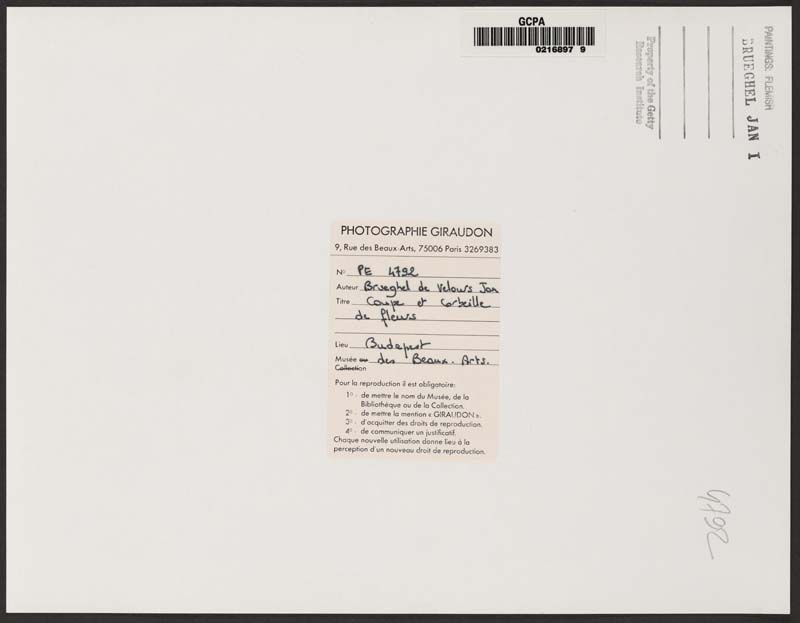 GCPA
0216897 9
PAINTINGS: FLEMISH
BRUEGHEL JAN I
Property of the Getty
Research Institute
PHOTOGRAPHIE GIRAUDON
9, Rue des Beaux-Arts, 75006 Paris 3269383
N° PE 4792
Auteur Brueghel de Velours Jan
Titre Coupe et Corbeille
de fleurs
Lieu Budapest
Musée ou des Beaux. Arts.
Collection
Pour la reproduction il est obligatoire:
1° - de mettre le nom du Musée, de la
Bibliothèque ou de la Collection.
2° - de mettre la mention « GIRAUDON ».
3° - d'acquitter des droits de reproduction.
4° - de communiquer un justificatif.
Chaque nouvelle utilisation donne lieu à la
perception d'un nouveau droit de reproduction.
4792